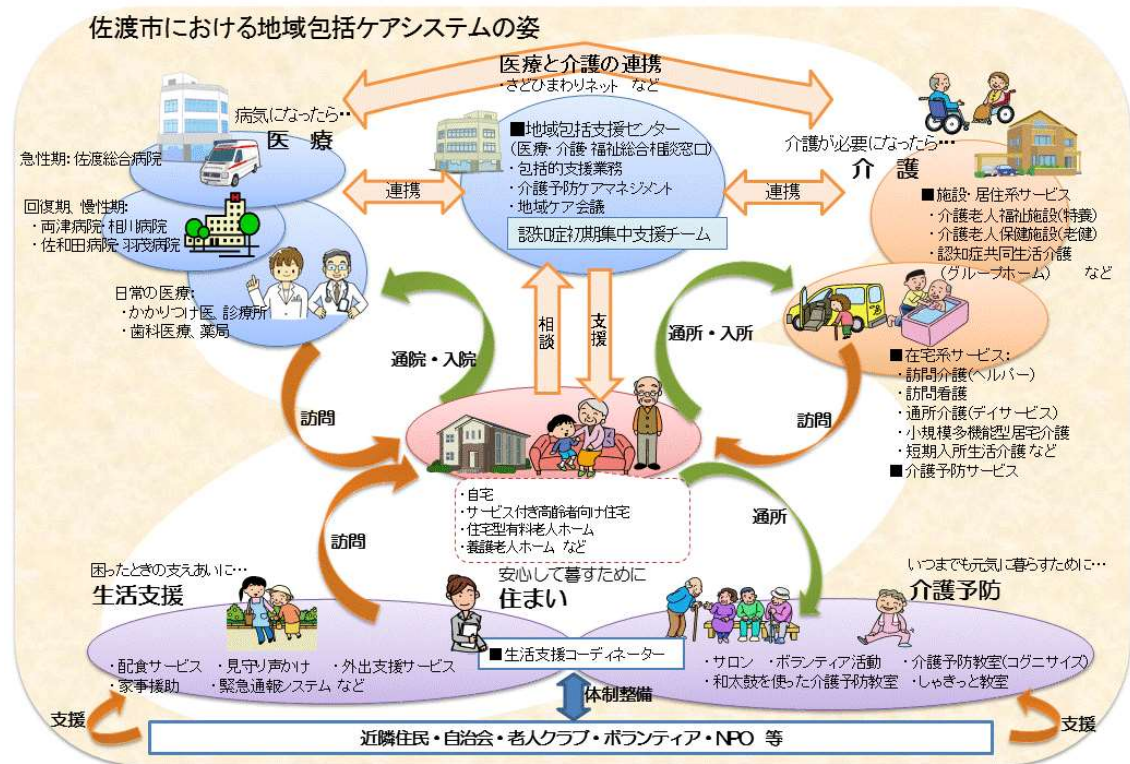 佐渡市における地域包括ケアシステムの姿
医療と介護の連携
・さどひまわりネット など
病気になったら…
医 療
急性期: 佐渡総合病院
回復期、慢性期:
・両津病院・相川病院
・佐和田病院・羽茂病院
日常の医療:
・かかりつけ医、診療所
・歯科医療、薬局
連携
■地域包括支援センター
(医療・介護・福祉総合相談窓口)
・包括的支援業務
・介護予防ケアマネジメント
・地域ケア会議
認知症初期集中支援チーム
連携
介護が必要になったら…
介 護
■施設・居住系サービス
・介護老人福祉施設(特養)
・介護老人保健施設(老健)
・認知症共同生活介護
(グループホーム) など
■在宅系サービス:
・訪問介護(ヘルパー)
・訪問看護
・通所介護(デイサービス)
・小規模多機能型居宅介護
・短期入所生活介護 など
■介護予防サービス
通院・入院
相談
支援
通所・入所
訪問
訪問
・自宅
・サービス付き高齢者向け住宅
・住宅型有料老人ホーム
・養護老人ホーム など
訪問
通所
安心して暮すために
住まい
困ったときの支えあいに…
生活支援
・配食サービス ・見守り声かけ ・外出支援サービス
・家事援助 ・緊急通報システム など
■生活支援コーディネーター
いつまでも元気に暮らすために…
介護予防
・サロン ・ボランティア活動 ・介護予防教室(コグニサイズ)
・和太鼓を使った介護予防教室 ・しゃきっと教室
支援
体制整備
支援
近隣住民・自治会・老人クラブ・ボランティア・NPO 等